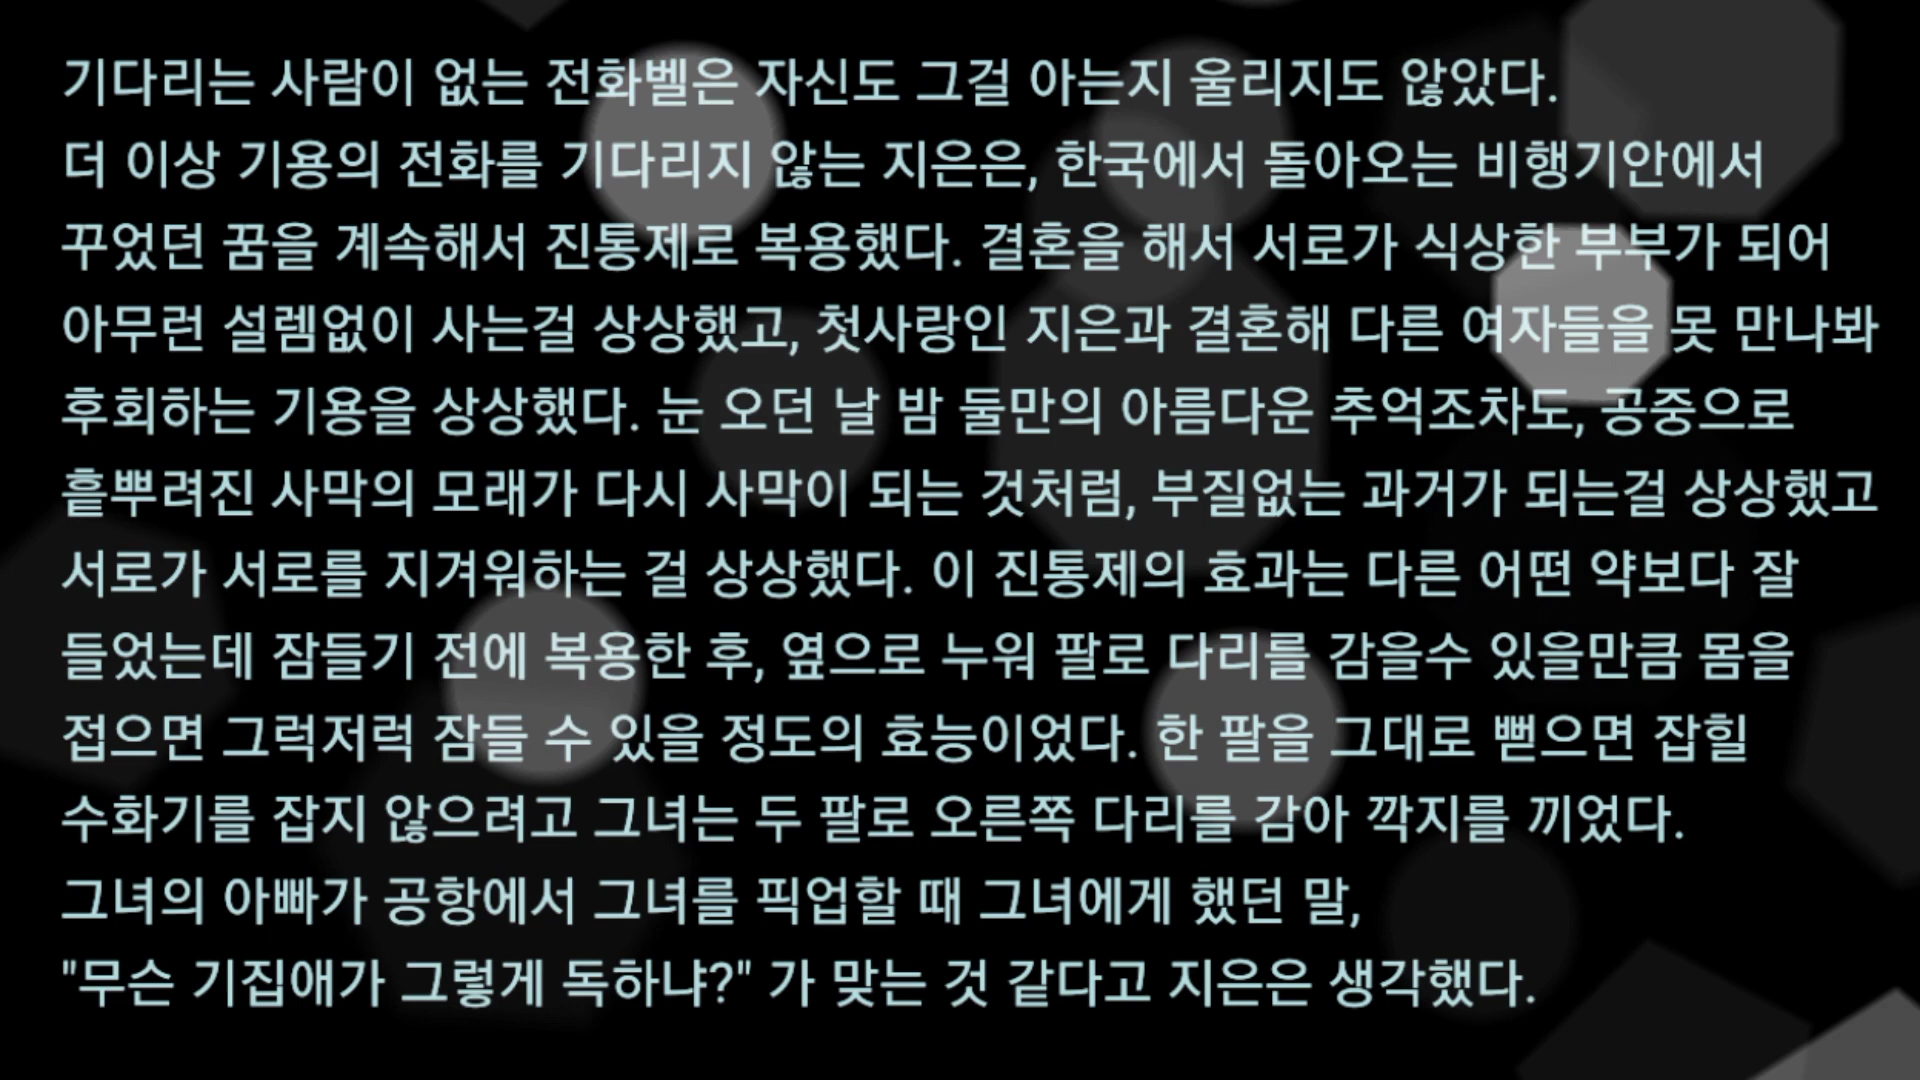 기다리는 사람이 없는 전화벨은 자신도 그걸 아는지 울리지도 않았다.
더 이상 기용의 전화를 기다리지 않는 지은은, 한국에서 돌아오는 비행기안에서
꾸었던 꿈을 계속해서 진통제로 복용했다. 결혼을 해서 서로가 식상한 부부가 되어
아무런 설렘없이 사는걸 상상했고, 첫사랑인 지은과 결혼해 다른 여자들을 못 만나봐
후회하는 기용을 상상했다. 눈 오던 날 밤 둘만의 아름다운 추억조차도, 공중으로
흩뿌려진 사막의 모래가 다시 사막이 되는 것처럼, 부질없는 과거가 되는걸 상상했고
서로가 서로를 지겨워하는 걸 상상했다. 이 진통제의 효과는 다른 어떤 약보다 잘
들었는데 잠들기 전에 복용한 후, 옆으로 누워 팔로 다리를 감을수 있을만큼 몸을
접으면 그럭저럭 잠들 수 있을 정도의 효능이었다. 한 팔을 그대로 뻗으면 잡힐
수화기를 잡지 않으려고 그녀는 두 팔로 오른쪽 다리를 감아 깍지를 끼었다.
그녀의 아빠가 공항에서 그녀를 픽업할 때 그녀에게 했던 말,
"무슨 기집애가 그렇게 독하냐?" 가 맞는 것 같다고 지은은 생각했다.